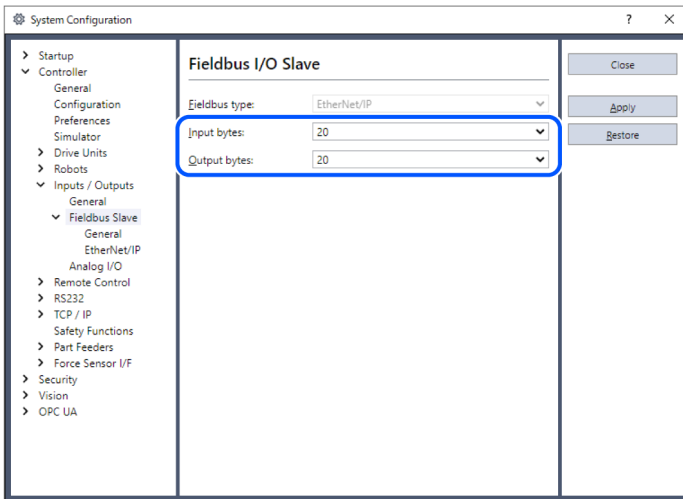 System Configuration
?
Startup
Controller
General
Configuration
Preferences
Simulator
Drive Units
Robots
Inputs / Outputs
General
Fieldbus Slave
General
EtherNet/IP
Analog I/O
Remote Control
RS232
TCP / IP
Safety Functions
Part Feeders
Force Sensor I/F
Security
Vision
OPC UA
Fieldbus I/O Slave
Fieldbus type: EtherNet/IP
Input bytes: 20
Output bytes: 20
Close
Apply
Restore